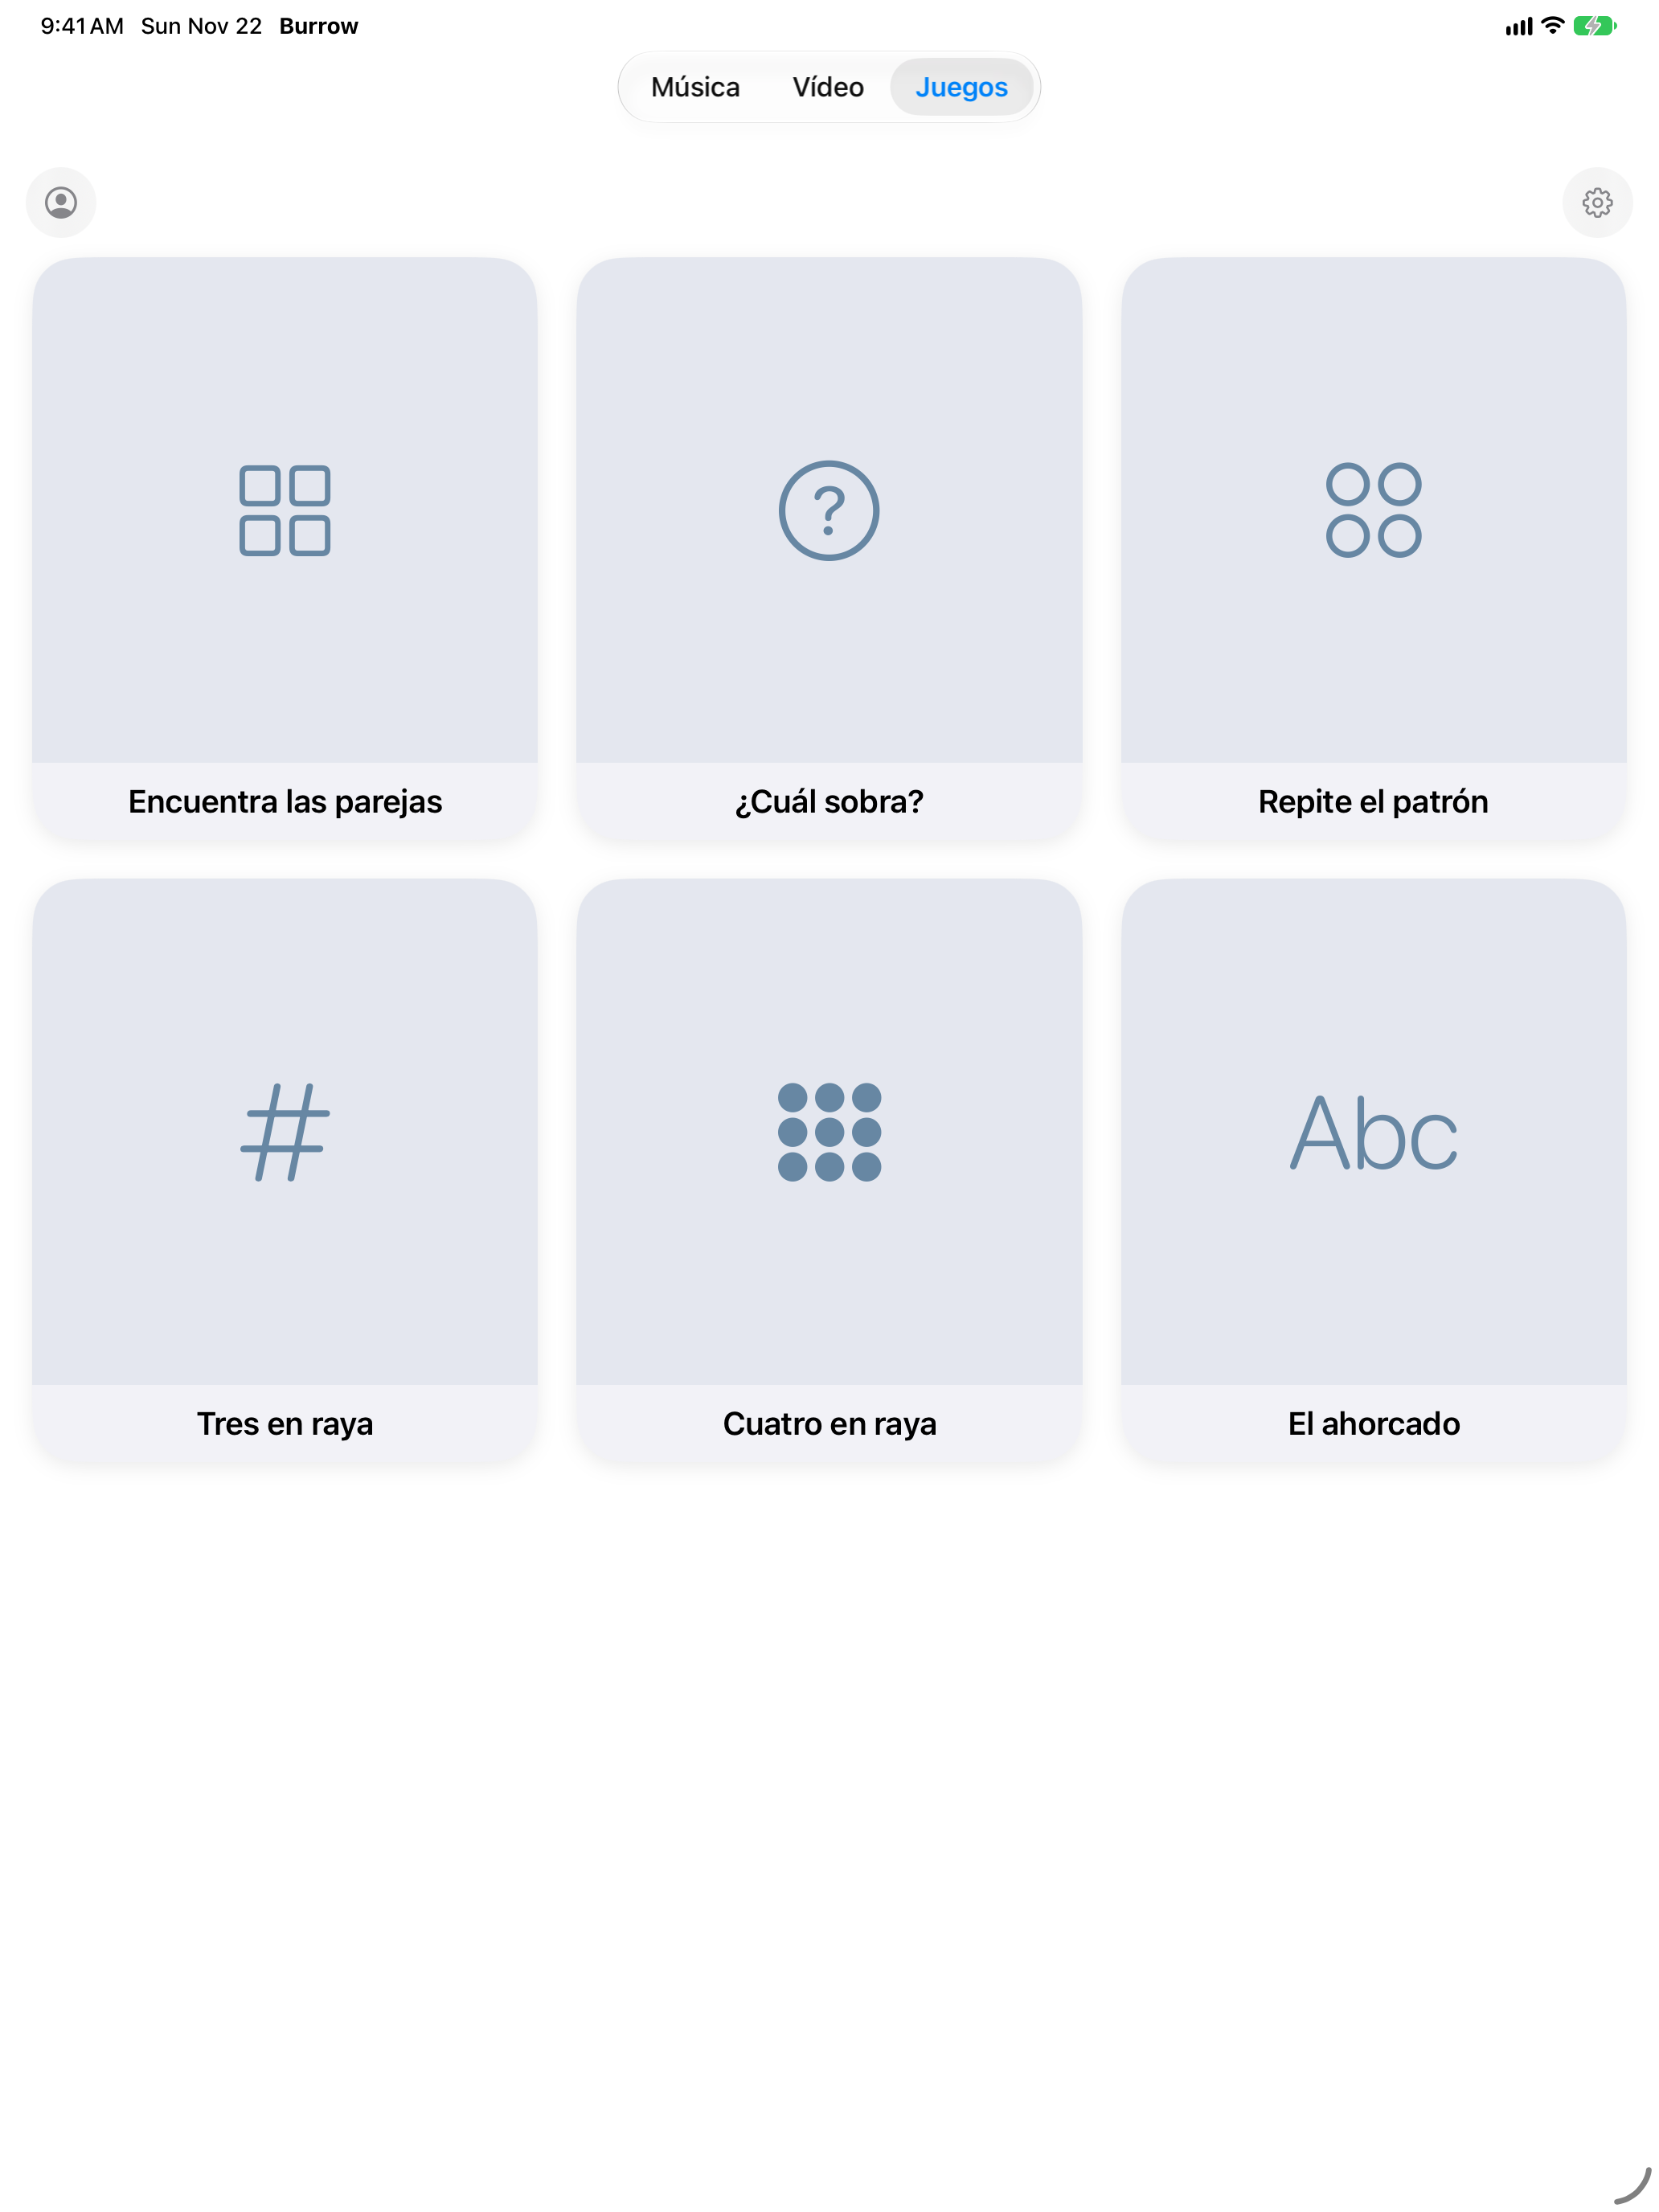 9:41 AM Sun Nov 22 Burrow
Música Vídeo Juegos
Encuentra las parejas
¿Cuál sobra?
Repite el patrón
Abc
Tres en raya
Cuatro en raya
El ahorcado